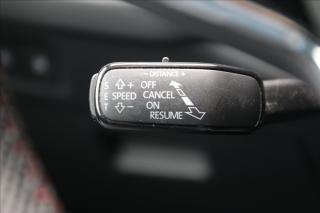 − DISTANCE +
S ⇧+ OFF
E SPEED CANCEL
T ⇩− ON
RESUME